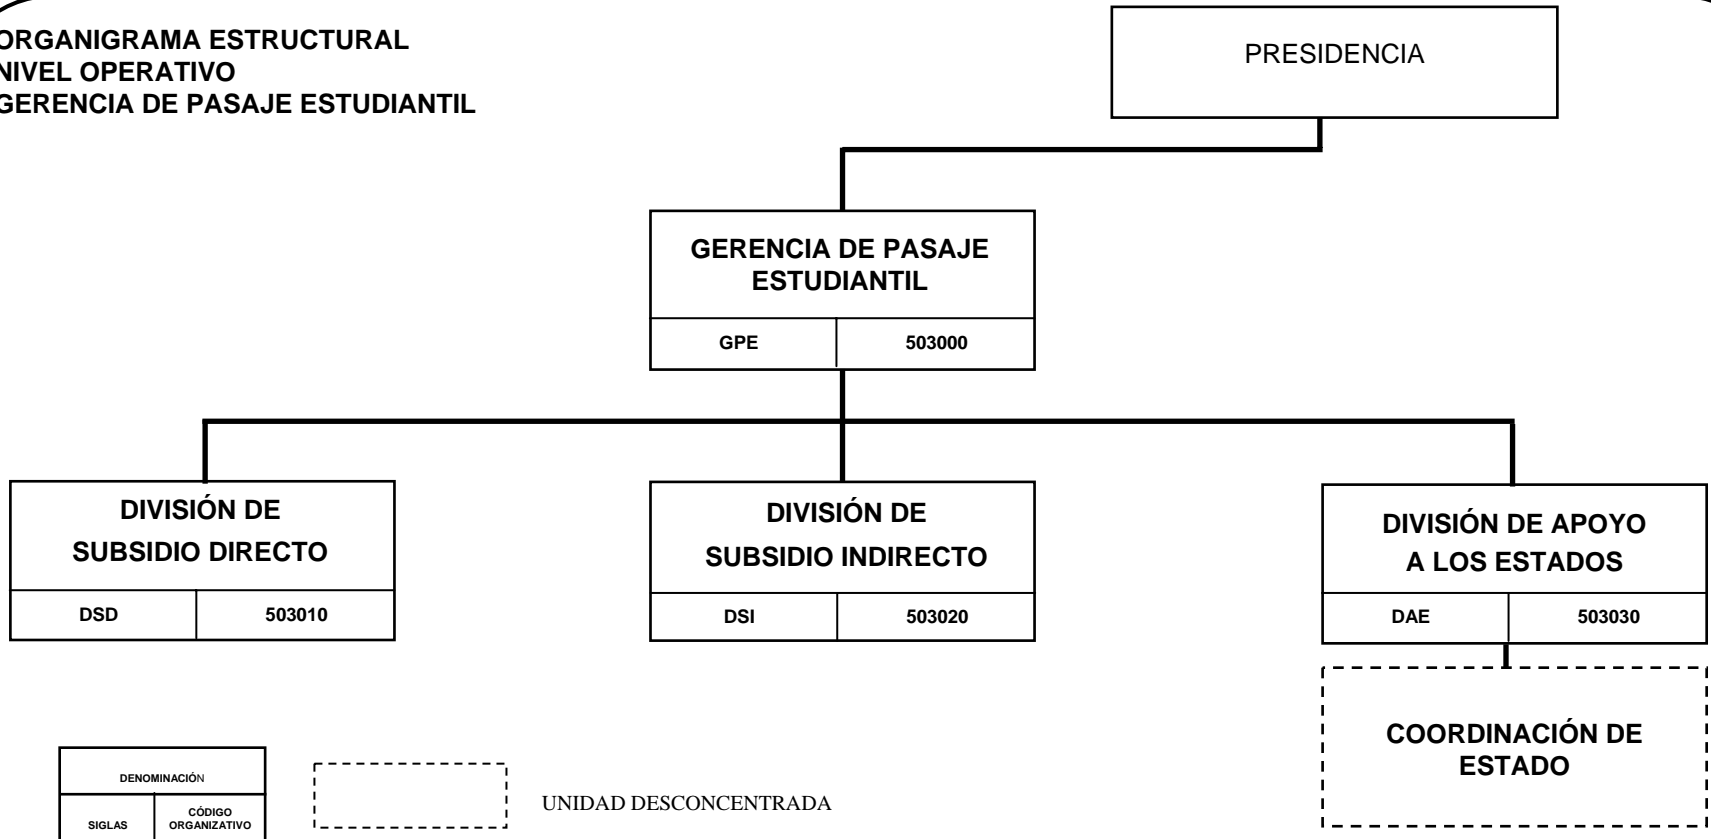 ORGANIGRAMA ESTRUCTURAL
NIVEL OPERATIVO
GERENCIA DE PASAJE ESTUDIANTIL
PRESIDENCIA
GERENCIA DE PASAJE
ESTUDIANTIL
GPE 503000
DIVISIÓN DE
SUBSIDIO DIRECTO
DSD 503010
DIVISIÓN DE
SUBSIDIO INDIRECTO
DSI 503020
DIVISIÓN DE APOYO
A LOS ESTADOS
DAE 503030
COORDINACIÓN DE
ESTADO
DENOMINACIÓN
SIGLAS
CÓDIGO
ORGANIZATIVO
UNIDAD DESCONCENTRADA